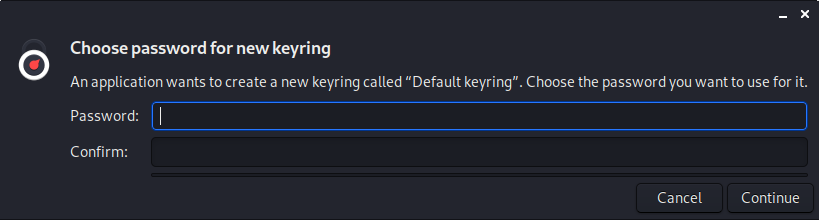 Choose password for new keyring
An application wants to create a new keyring called “Default keyring”. Choose the password you want to use for it.
Password:
Confirm:
Cancel Continue